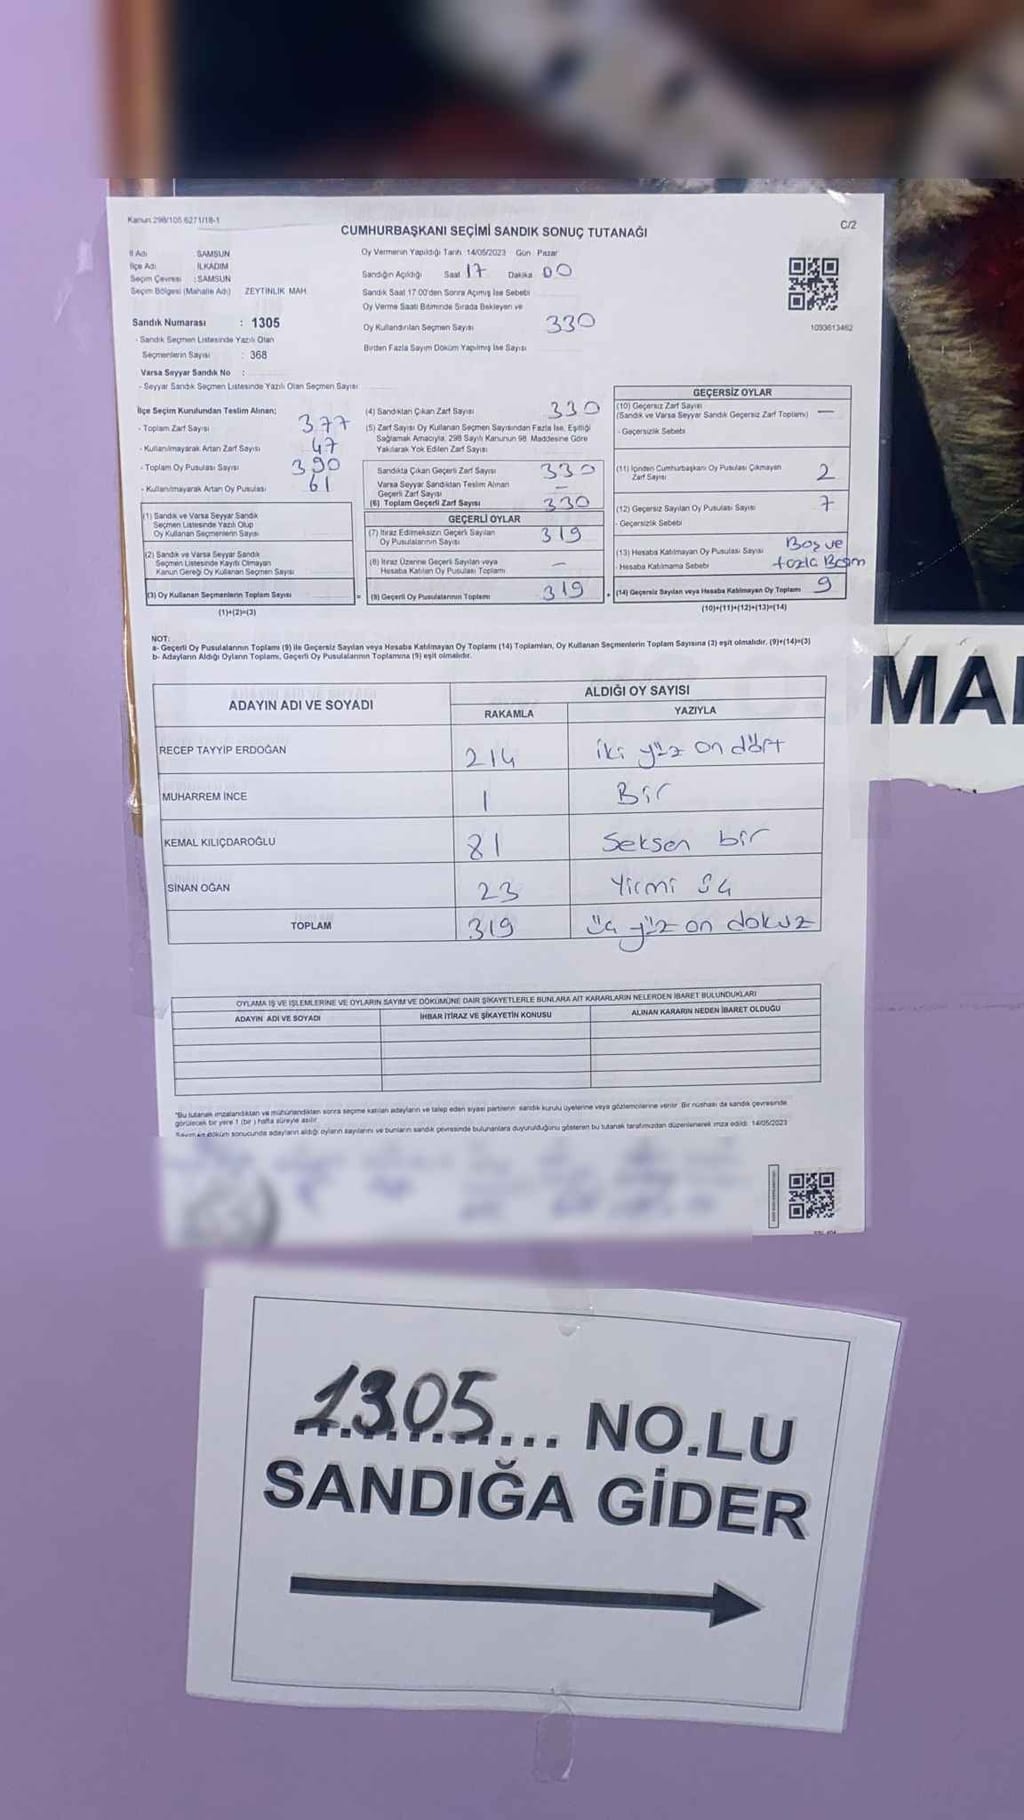 Kanun 298/105 6271/18-1
C/2
CUMHURBAŞKANI SEÇİMİ SANDIK SONUÇ TUTANAĞI
İl Adı SAMSUN
İlçe Adı İLKADIM
Seçim Çevresi : SAMSUN
Seçim Bölgesi (Mahalle Adı) ZEYTİNLİK MAH.
Sandık Numarası : 1305
- Sandık Seçmen Listesinde Yazılı Olan
Seçmenlerin Sayısı : 368
Varsa Seyyar Sandık No :
- Seyyar Sandık Seçmen Listesinde Yazılı Olan Seçmen Sayısı
Oy Vermenin Yapıldığı Tarih 14/05/2023 Gün Pazar
Sandığın Açıldığı Saat 17 Dakika 00
Sandık Saat 17.00'den Sonra Açımış İse Sebebi
Oy Verme Saati Bitiminde Sırada Bekleyen ve
Oy Kullandırılan Seçmen Sayısı 330
Birden Fazla Sayım Döküm Yapılmış İse Sayısı
1093613462
İlçe Seçim Kurulundan Teslim Alınan;
- Toplam Zarf Sayısı 377
- Kullanılmayarak Artan Zarf Sayısı 47
- Toplam Oy Pusulası Sayısı 390
- Kullanılmayarak Artan Oy Pusulası 61
(1) Sandık ve Varsa Seyyar Sandık
Seçmen Listesinde Yazılı Olup
Oy Kullanan Seçmenlerin Sayısı
(2) Sandık ve Varsa Seyyar Sandık
Seçmen Listesinde Kayıtlı Olmayan
Kanun Gereği Oy Kullanan Seçmen Sayısı
(3) Oy Kullanan Seçmenlerin Toplam Sayısı
(1)+(2)=(3)
=
(4) Sandıktan Çıkan Zarf Sayısı 330
(5) Zarf Sayısı Oy Kullanan Seçmen Sayısından Fazla İse, Eşitliği
Sağlamak Amacıyla, 298 Sayılı Kanunun 98. Maddesine Göre
Yakılarak Yok Edilen Zarf Sayısı
Sandıkta Çıkan Geçerli Zarf Sayısı 330
Varsa Seyyar Sandıktan Teslim Alınan
Geçerli Zarf Sayısı —
(6) Toplam Geçerli Zarf Sayısı 330
GEÇERLİ OYLAR
(7) İtiraz Edilmeksizin Geçerli Sayılan
Oy Pusulalarının Sayısı 319
(8) İtiraz Üzerine Geçerli Sayılan veya
Hesaba Katılan Oy Pusulası Toplamı —
(9) Geçerli Oy Pusulalarının Toplamı 319
+
GEÇERSİZ OYLAR
(10) Geçersiz Zarf Sayısı
(Sandık ve Varsa Seyyar Sandık Geçersiz Zarf Toplamı) —
- Geçersizlik Sebebi
(11) İçinden Cumhurbaşkanı Oy Pusulası Çıkmayan
Zarf Sayısı 2
(12) Geçersiz Sayılan Oy Pusulası Sayısı 7
- Geçersizlik Sebebi
(13) Hesaba Katılmayan Oy Pusulası Sayısı Boş ve
- Hesaba Katılmama Sebebi fazla Basım
(14) Geçersiz Sayılan veya Hesaba Katılmayan Oy Toplamı 9
(10)+(11)+(12)+(13)=(14)
NOT:
a- Geçerli Oy Pusulalarının Toplamı (9) ile Geçersiz Sayılan veya Hesaba Katılmayan Oy Toplamı (14) Toplamları, Oy Kullanan Seçmenlerin Toplam Sayısına (3) eşit olmalıdır. (9)+(14)=(3)
b- Adayların Aldığı Oyların Toplamı, Geçerli Oy Pusulalarının Toplamına (9) eşit olmalıdır.
ADAYIN ADI VE SOYADI
ALDIĞI OY SAYISI
RAKAMLA YAZIYLA
RECEP TAYYİP ERDOĞAN 214 iki yüz on dört
MUHARREM İNCE 1 Bir
KEMAL KILIÇDAROĞLU 81 Seksen bir
SİNAN OĞAN 23 Yirmi üç
TOPLAM 319 üç yüz on dokuz
OYLAMA İŞ VE İŞLEMLERİNE VE OYLARIN SAYIM VE DÖKÜMÜNE DAİR ŞİKAYETLERLE BUNLARA AİT KARARLARIN NELERDEN İBARET BULUNDUKLARI
ADAYIN ADI VE SOYADI İHBAR İTİRAZ VE ŞİKAYETİN KONUSU ALINAN KARARIN NEDEN İBARET OLDUĞU
*Bu tutanak imzalandıktan ve mühürlendikten sonra seçime katılan adayların ve talep eden siyasi partilerin sandık kurulu üyelerine veya gözlemcilerine verilir. Bir nüshası da sandık çevresinde
görülecek bir yere 1 (bir) hafta süreyle asılır.
Sayım ve döküm sonucunda adayların aldığı oyların sayılarını ve bunların sandık çevresinde bulunanlara duyurulduğunu gösteren bu tutanak tarafımızdan düzenlenerek imza edildi. 14/05/2023
MA
1305... NO.LU
SANDIĞA GİDER